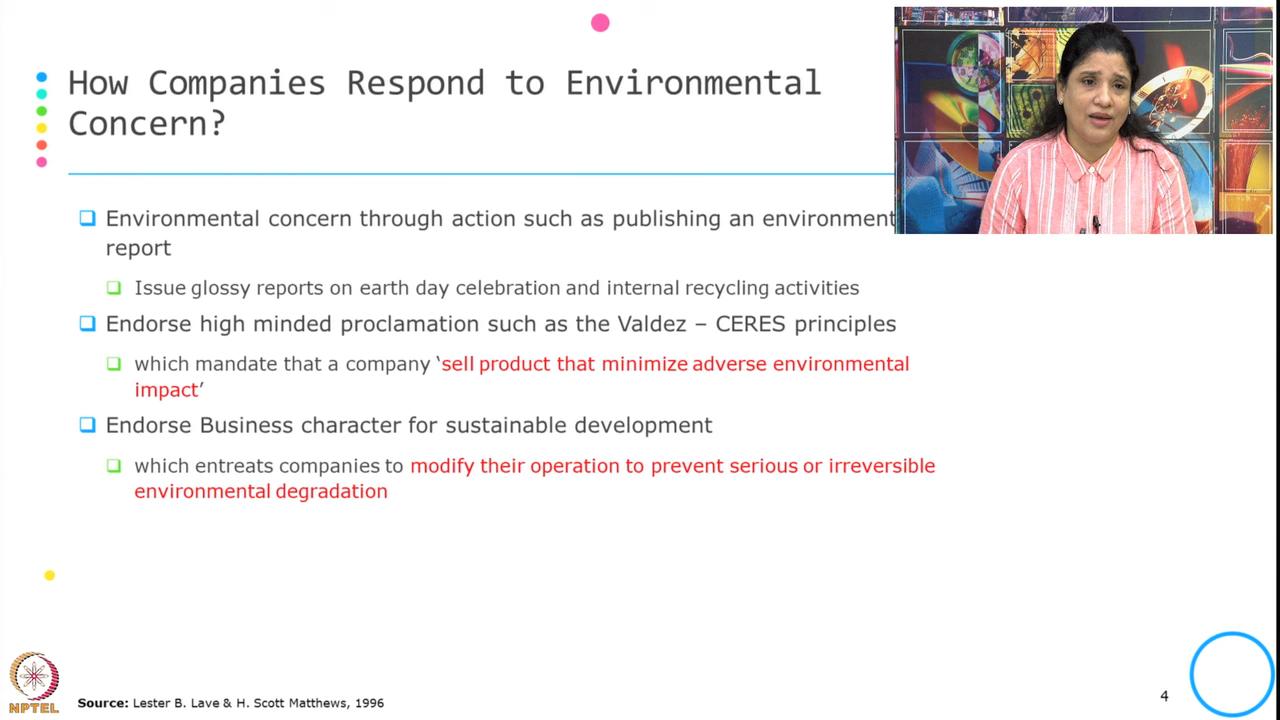 How Companies Respond to Environmental
Concern?
Environmental concern through action such as publishing an environment
report
Issue glossy reports on earth day celebration and internal recycling activities
Endorse high minded proclamation such as the Valdez – CERES principles
which mandate that a company ‘sell product that minimize adverse environmental
impact’
Endorse Business character for sustainable development
which entreats companies to modify their operation to prevent serious or irreversible
environmental degradation
NPTEL
Source: Lester B. Lave & H. Scott Matthews, 1996
4